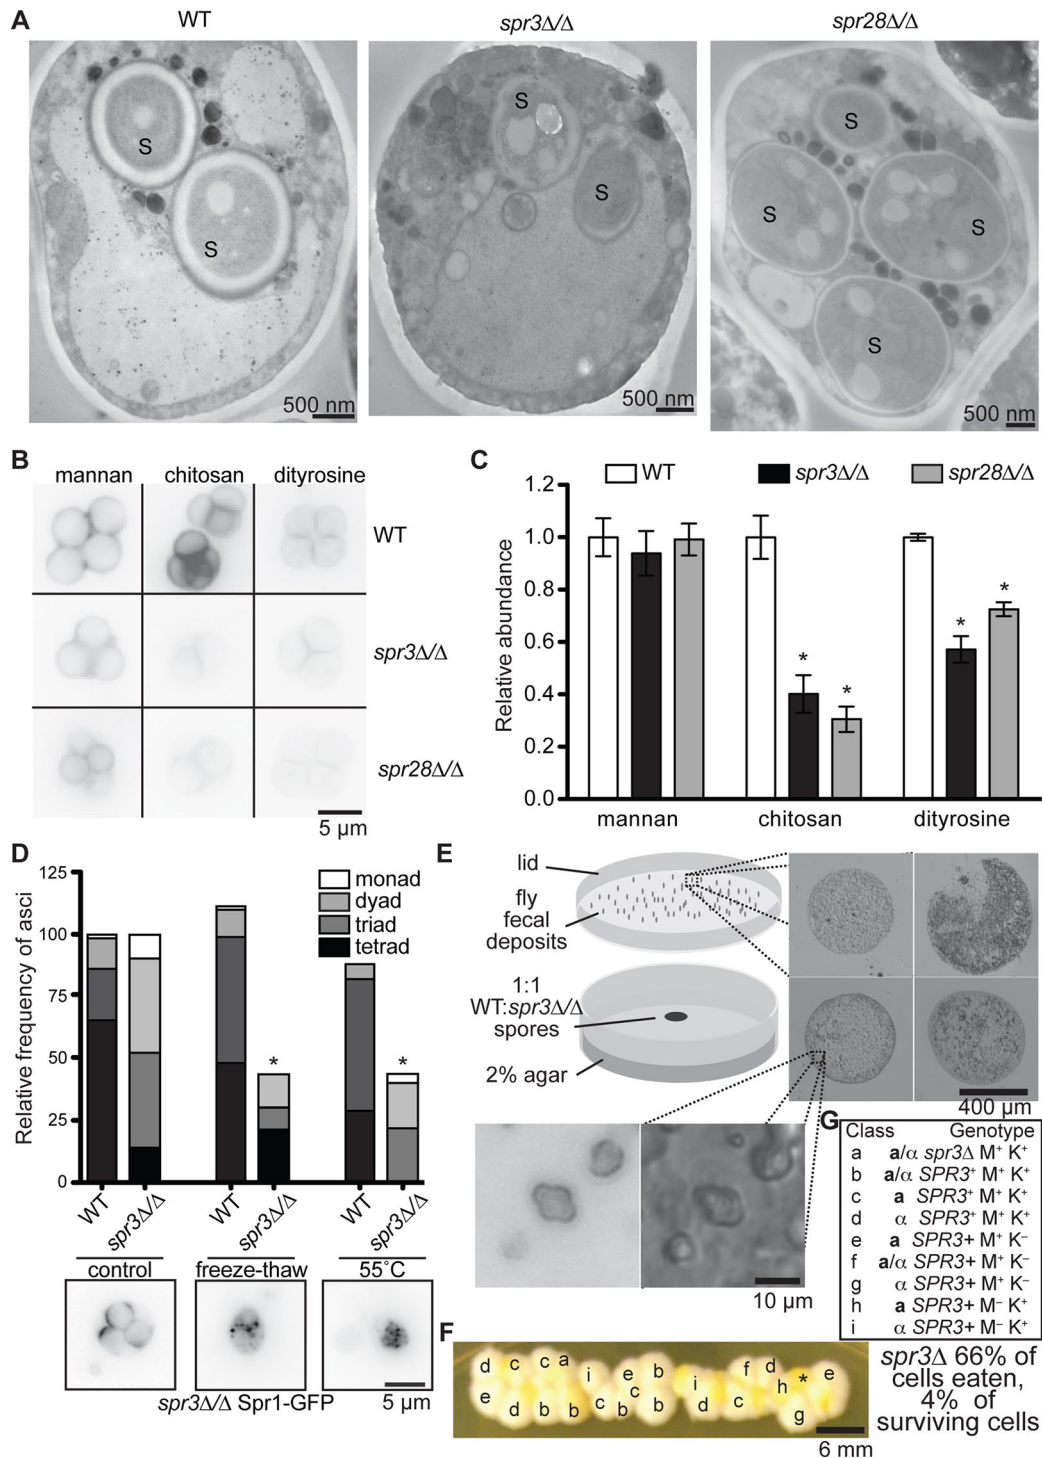 A
WT
spr3Δ/Δ
spr28Δ/Δ
S
S
500 nm
S
S
500 nm
S
S
S
S
500 nm
B
mannan
chitosan
dityrosine
WT
spr3Δ/Δ
spr28Δ/Δ
5 µm
C
WT
spr3Δ/Δ
spr28Δ/Δ
Relative abundance
1.2
1.0
0.8
0.6
0.4
0.2
0.0
*
*
*
*
mannan
chitosan
dityrosine
D
Relative frequency of asci
125
100
75
50
25
0
monad
dyad
triad
tetrad
*
*
WT
spr3Δ/Δ
WT
spr3Δ/Δ
WT
spr3Δ/Δ
control
freeze-thaw
55˚C
spr3Δ/Δ Spr1-GFP
5 µm
E
lid
fly
fecal
deposits
1:1
WT:spr3Δ/Δ
spores
2% agar
400 µm
10 µm
G
Class Genotype
a a/α spr3Δ M⁺ K⁺
b a/α SPR3⁺ M⁺ K⁺
c a SPR3⁺ M⁺ K⁺
d α SPR3⁺ M⁺ K⁺
e a SPR3+ M⁺ K⁻
f a/α SPR3+ M⁺ K⁻
g α SPR3+ M⁺ K⁻
h a SPR3+ M⁻ K⁺
i α SPR3+ M⁻ K⁺
F
d c c a i e b i f d * e
e d b b c b c b d c h g
6 mm
spr3Δ 66% of
cells eaten,
4% of
surviving cells